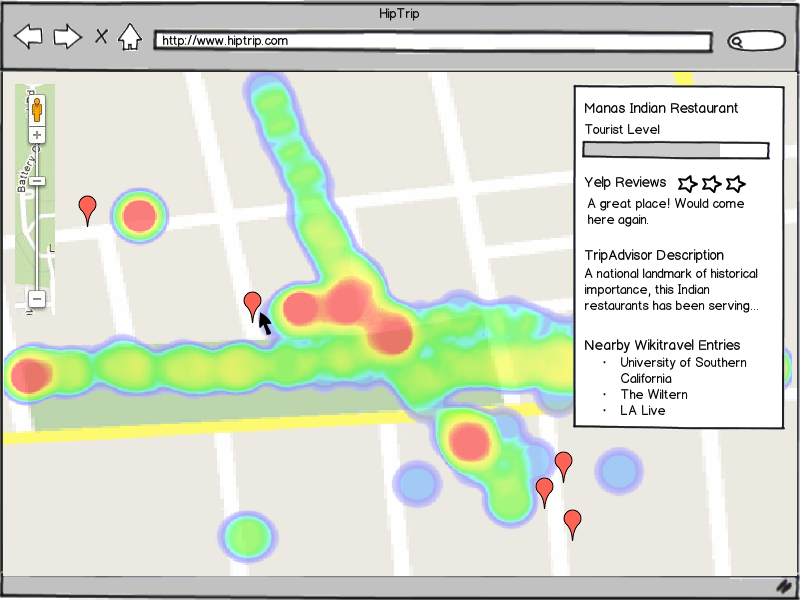 HipTrip
X
http://www.hiptrip.com
Battery
Manas Indian Restaurant
Tourist Level
Yelp Reviews
A great place! Would come
here again.
TripAdvisor Description
A national landmark of historical
importance, this Indian
restaurants has been serving...
Nearby Wikitravel Entries
· University of Southern
California
· The Wiltern
· LA Live